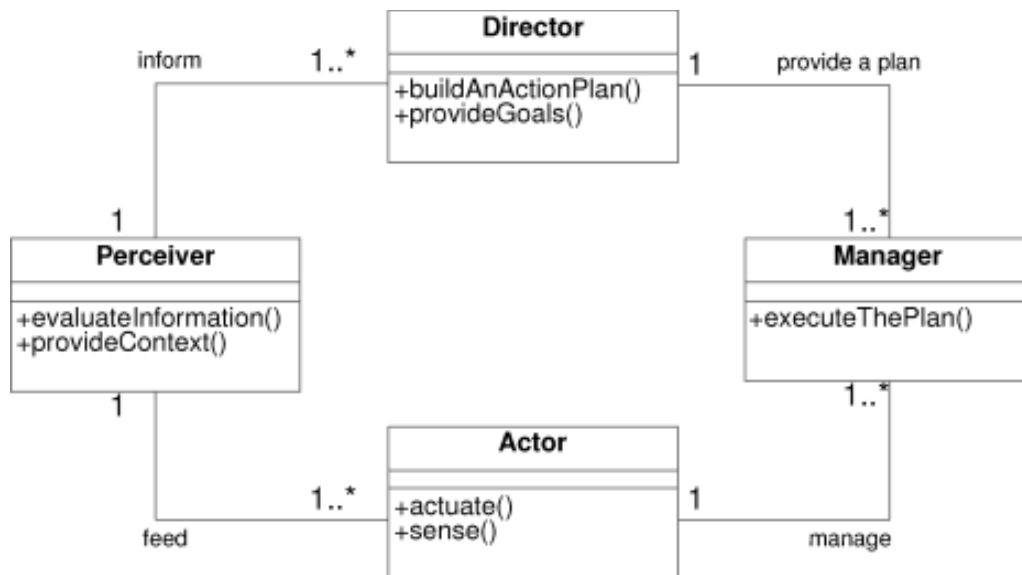 Director
inform
1..*
1
provide a plan
+buildAnActionPlan()
+provideGoals()
1
1..*
Perceiver
Manager
+evaluateInformation()
+provideContext()
+executeThePlan()
1
1..*
Actor
1..*
1
+actuate()
+sense()
feed
manage